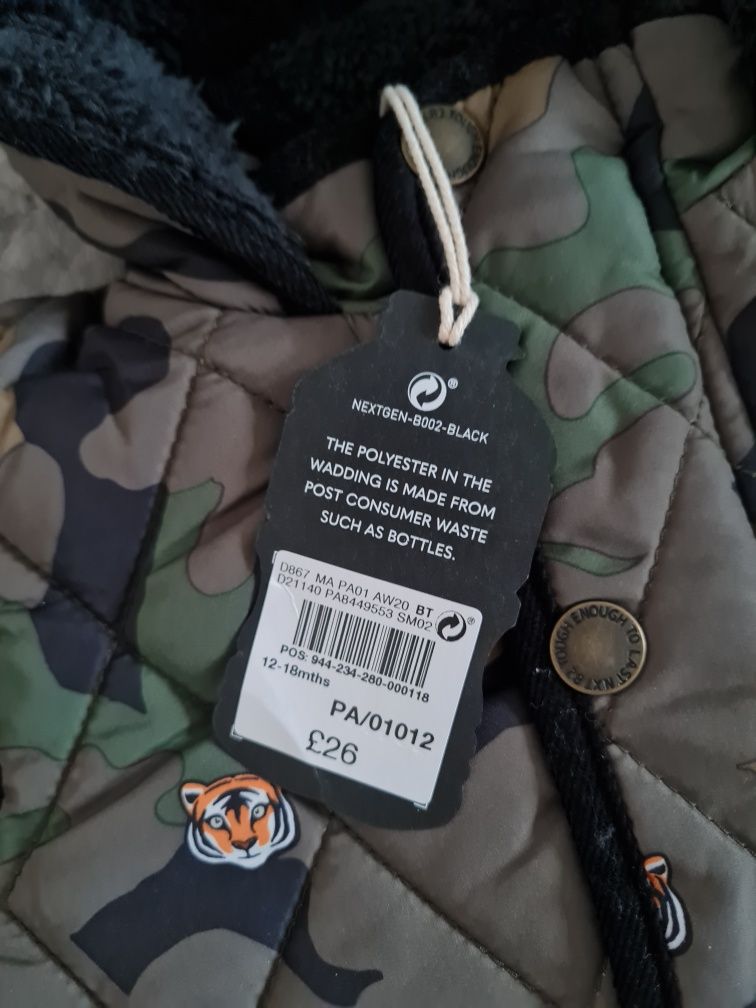 NEXTGEN-B002-BLACK
THE POLYESTER IN THE
WADDING IS MADE FROM
POST CONSUMER WASTE
SUCH AS BOTTLES.
D867 MA PA01 AW20 BT
D21140 PA8449553 SM02
POS: 944-234-280-000118
12-18mths
PA/01012
£26
TOUGH ENOUGH TO LAST NXT 82